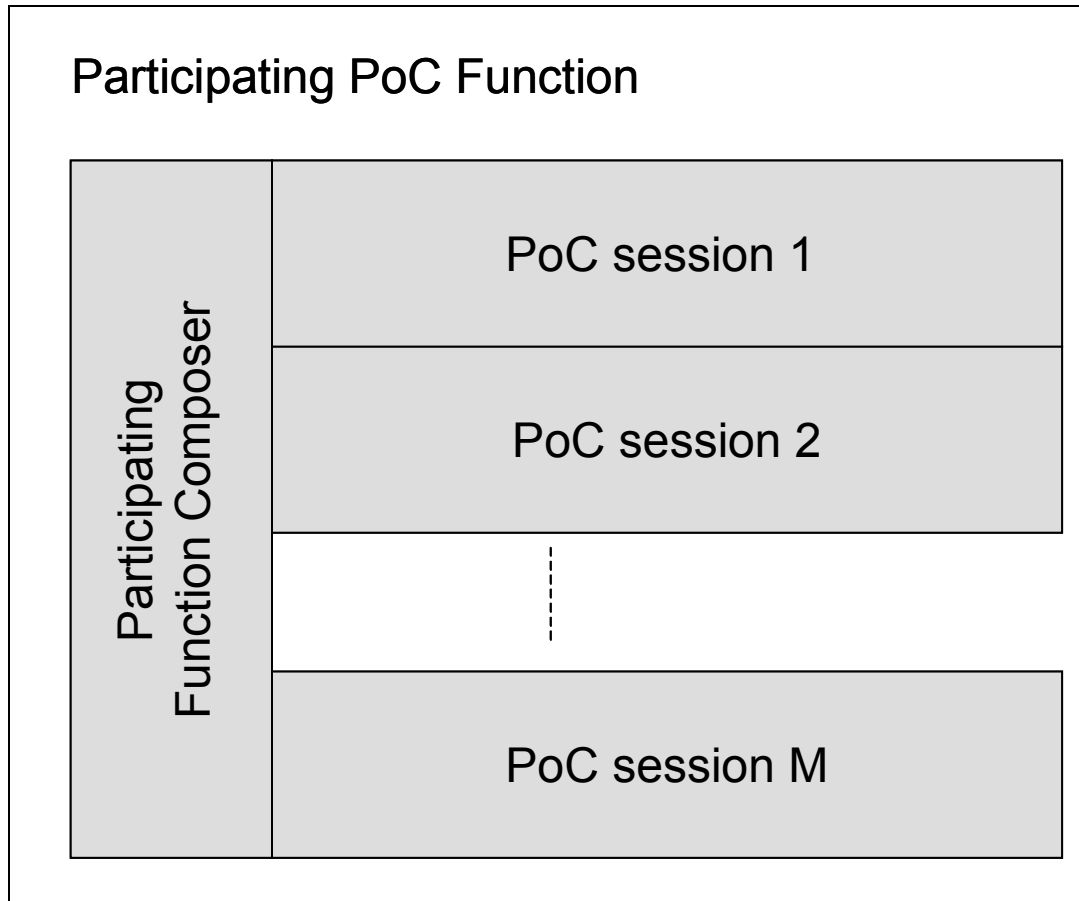 Participating PoC Function
PoC session 1
Participating
Function Composer
PoC session 2
PoC session M